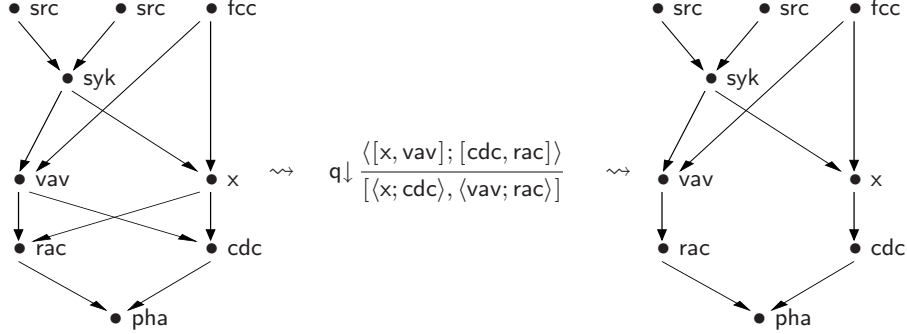 src src fcc src src fcc
syk syk
⟨[x, vav]; [cdc, rac]⟩
vav x ⇝ q↓ ⇝ vav x
[⟨x; cdc⟩, ⟨vav; rac⟩]
rac cdc rac cdc
pha pha